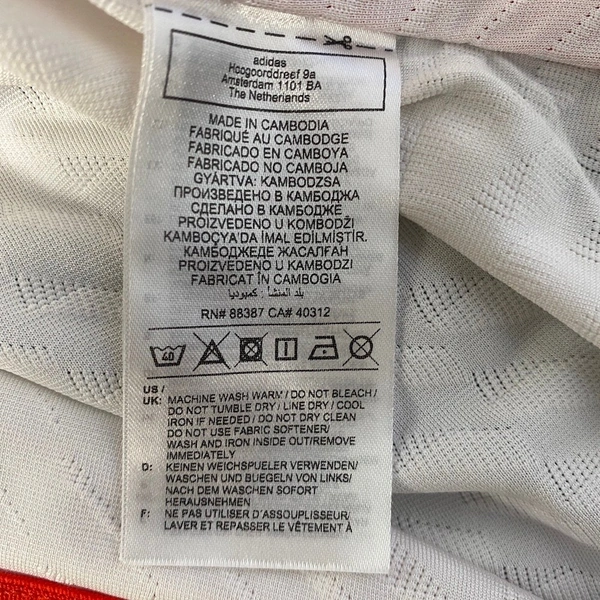 adidas
Hoogoorddreef 9a
Amsterdam 1101 BA
The Netherlands
MADE IN CAMBODIA
FABRIQUÉ AU CAMBODGE
FABRICADO EN CAMBOYA
FABRICADO NO CAMBOJA
GYÁRTVA: KAMBODZSA
ПРОИЗВЕДЕНО В КАМБОДЖА
СДЕЛАНО В КАМБОДЖЕ
PROIZVEDENO U KOMBODŽI
KAMBOÇYA'DA İMAL EDİLMİŞTİR.
КАМБОДЖЕДЕ ЖАСАЛҒАН
PROIZVEDENO U KAMBODZI
FABRICAT ÎN CAMBOGIA
بلد المنشأ : كمبوديا
RN# 88387 CA# 40312
40
US /
UK: MACHINE WASH WARM / DO NOT BLEACH /
DO NOT TUMBLE DRY / LINE DRY / COOL
IRON IF NEEDED / DO NOT DRY CLEAN
DO NOT USE FABRIC SOFTENER/
WASH AND IRON INSIDE OUT/REMOVE
IMMEDIATELY
D: KEINEN WEICHSPUELER VERWENDEN/
WASCHEN UND BUEGELN VON LINKS/
NACH DEM WASCHEN SOFORT
HERAUSNEHMEN
F: NE PAS UTILISER D'ASSOUPLISSEUR/
LAVER ET REPASSER LE VÊTEMENT À